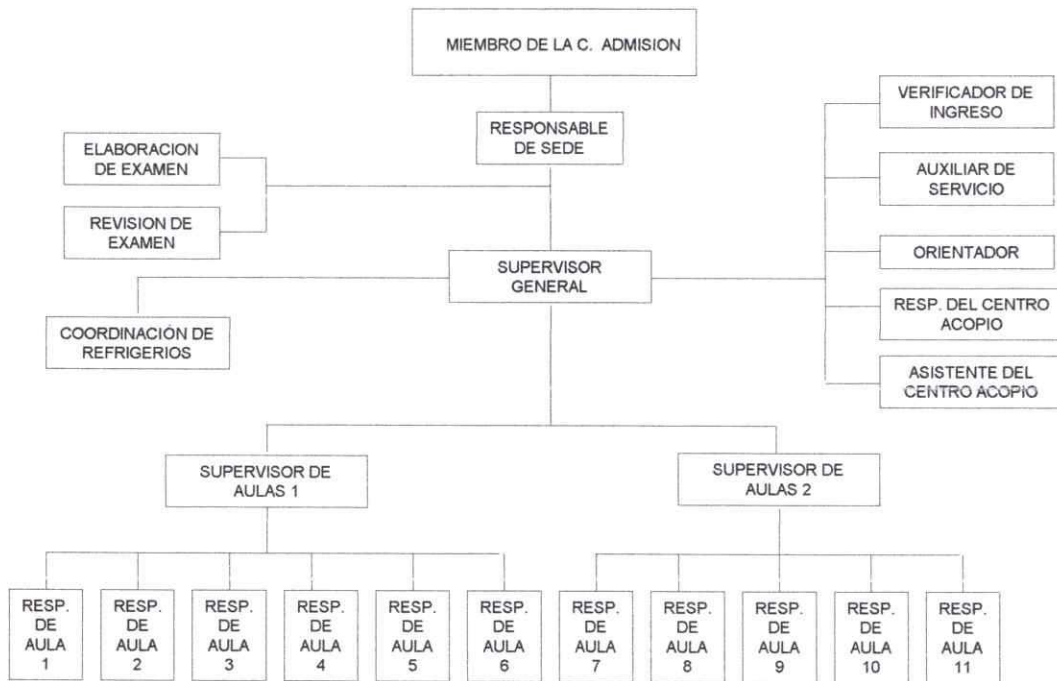 MIEMBRO DE LA C. ADMISION
RESPONSABLE
DE SEDE
ELABORACION
DE EXAMEN
REVISION DE
EXAMEN
SUPERVISOR
GENERAL
COORDINACIÓN DE
REFRIGERIOS
VERIFICADOR DE
INGRESO
AUXILIAR DE
SERVICIO
ORIENTADOR
RESP. DEL CENTRO
ACOPIO
ASISTENTE DEL
CENTRO ACOPIO
SUPERVISOR DE
AULAS 1
SUPERVISOR DE
AULAS 2
RESP.
DE
AULA
1
RESP.
DE
AULA
2
RESP.
DE
AULA
3
RESP.
DE
AULA
4
RESP.
DE
AULA
5
RESP.
DE
AULA
6
RESP.
DE
AULA
7
RESP.
DE
AULA
8
RESP.
DE
AULA
9
RESP.
DE
AULA
10
RESP.
DE
AULA
11